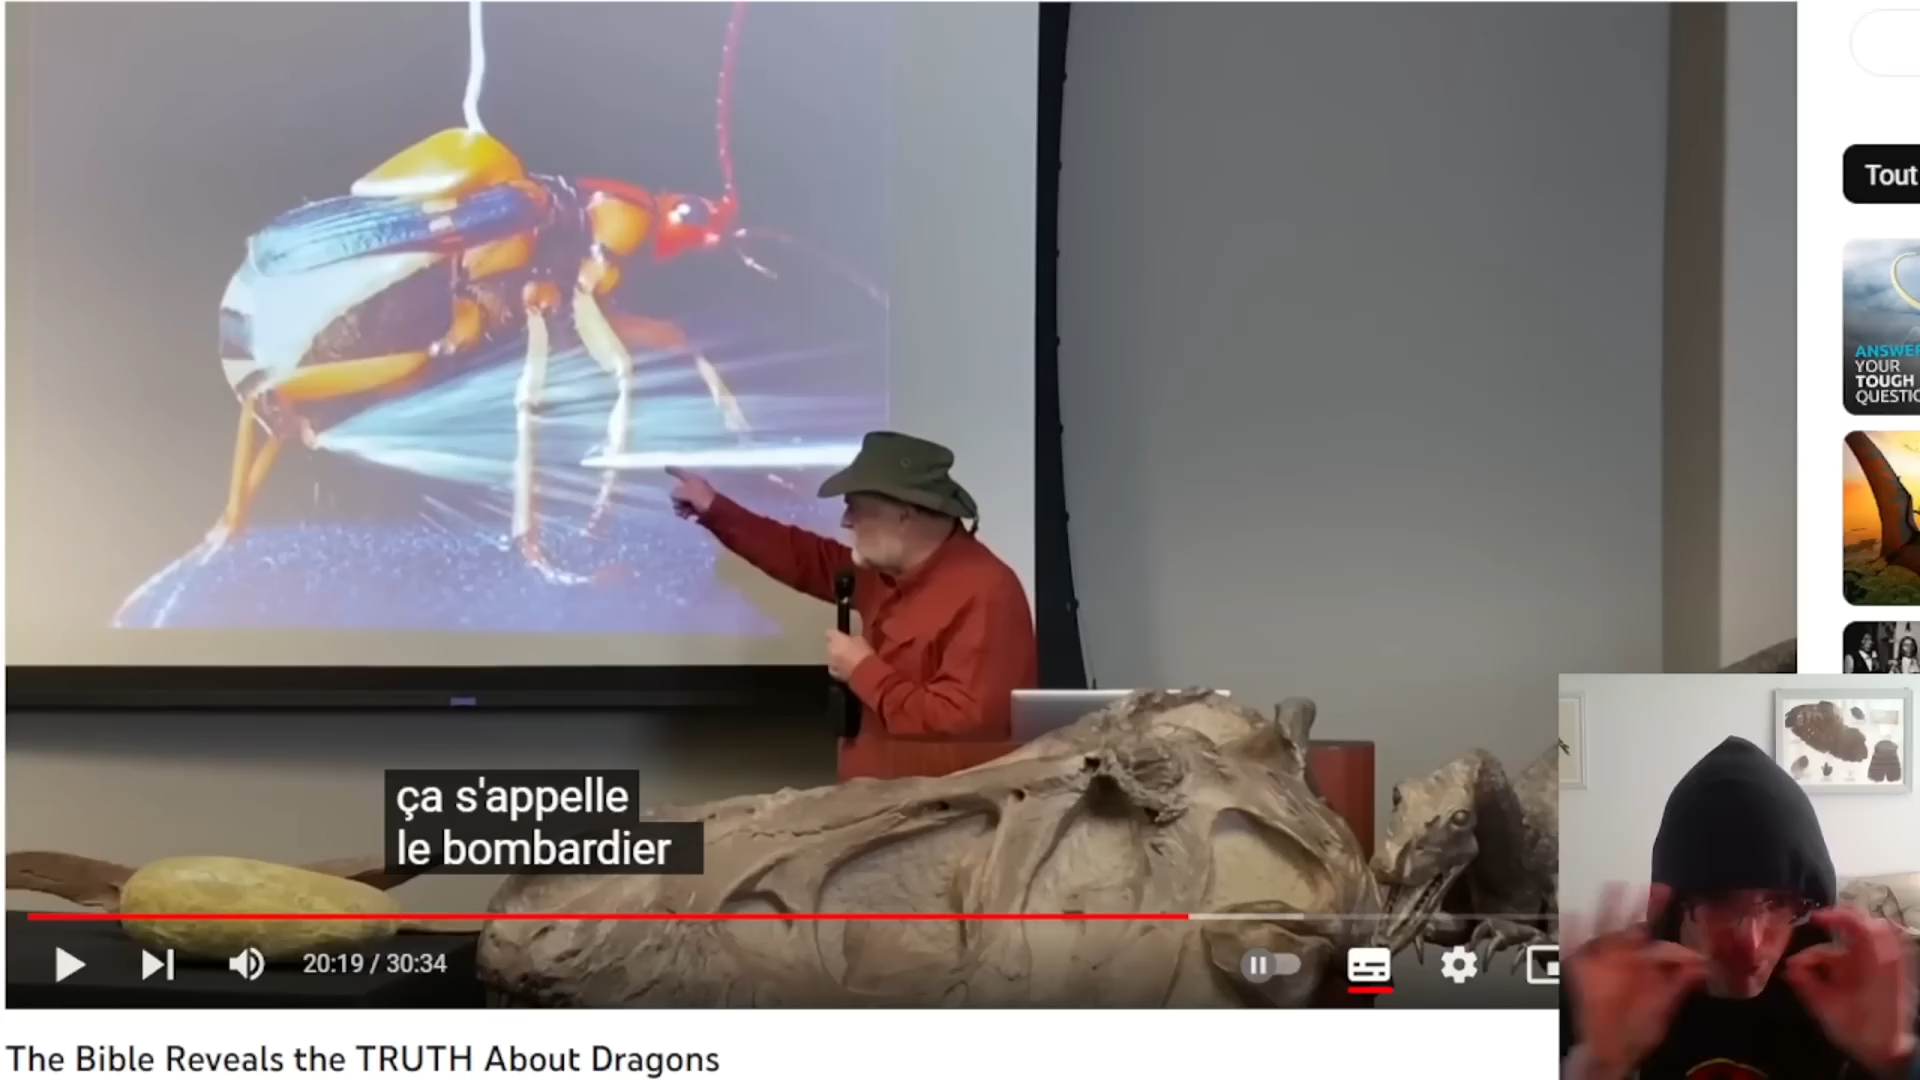 Tout
ANSWE
YOUR
TOUGH
QUESTIO
ça s'appelle
le bombardier
20:19 / 30:34
The Bible Reveals the TRUTH About Dragons